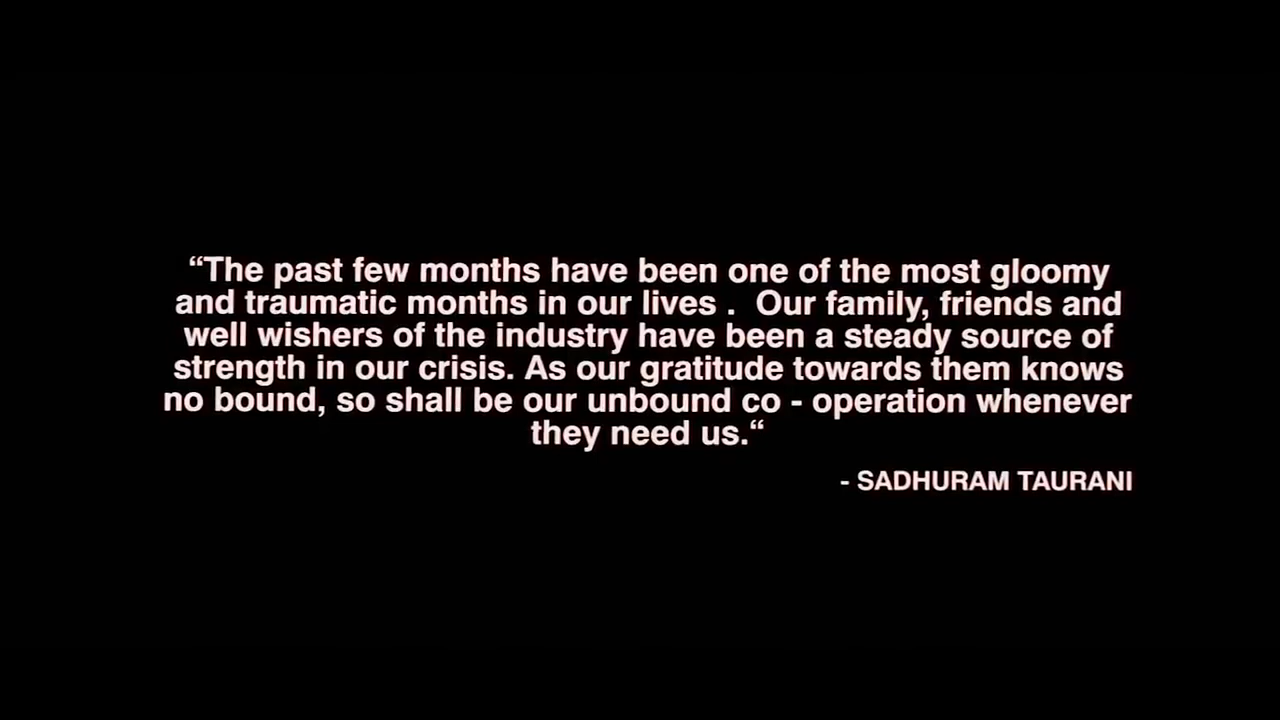 “The past few months have been one of the most gloomy
and traumatic months in our lives .  Our family, friends and
well wishers of the industry have been a steady source of
strength in our crisis. As our gratitude towards them knows
no bound, so shall be our unbound co - operation whenever
they need us.“
- SADHURAM TAURANI